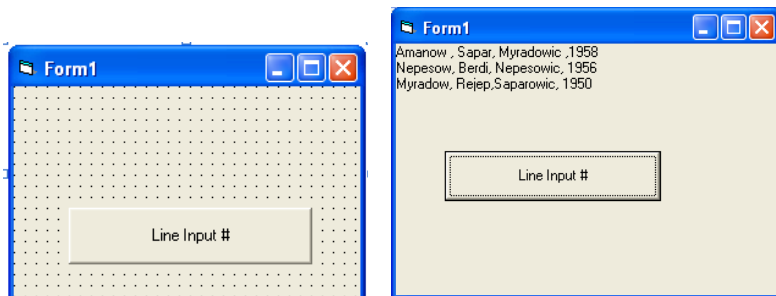 Form1
Line Input #
Form1
Amanow , Sapar, Myradowic ,1958
Nepesow, Berdi, Nepesowic, 1956
Myradow, Rejep,Saparowic, 1950
Line Input #